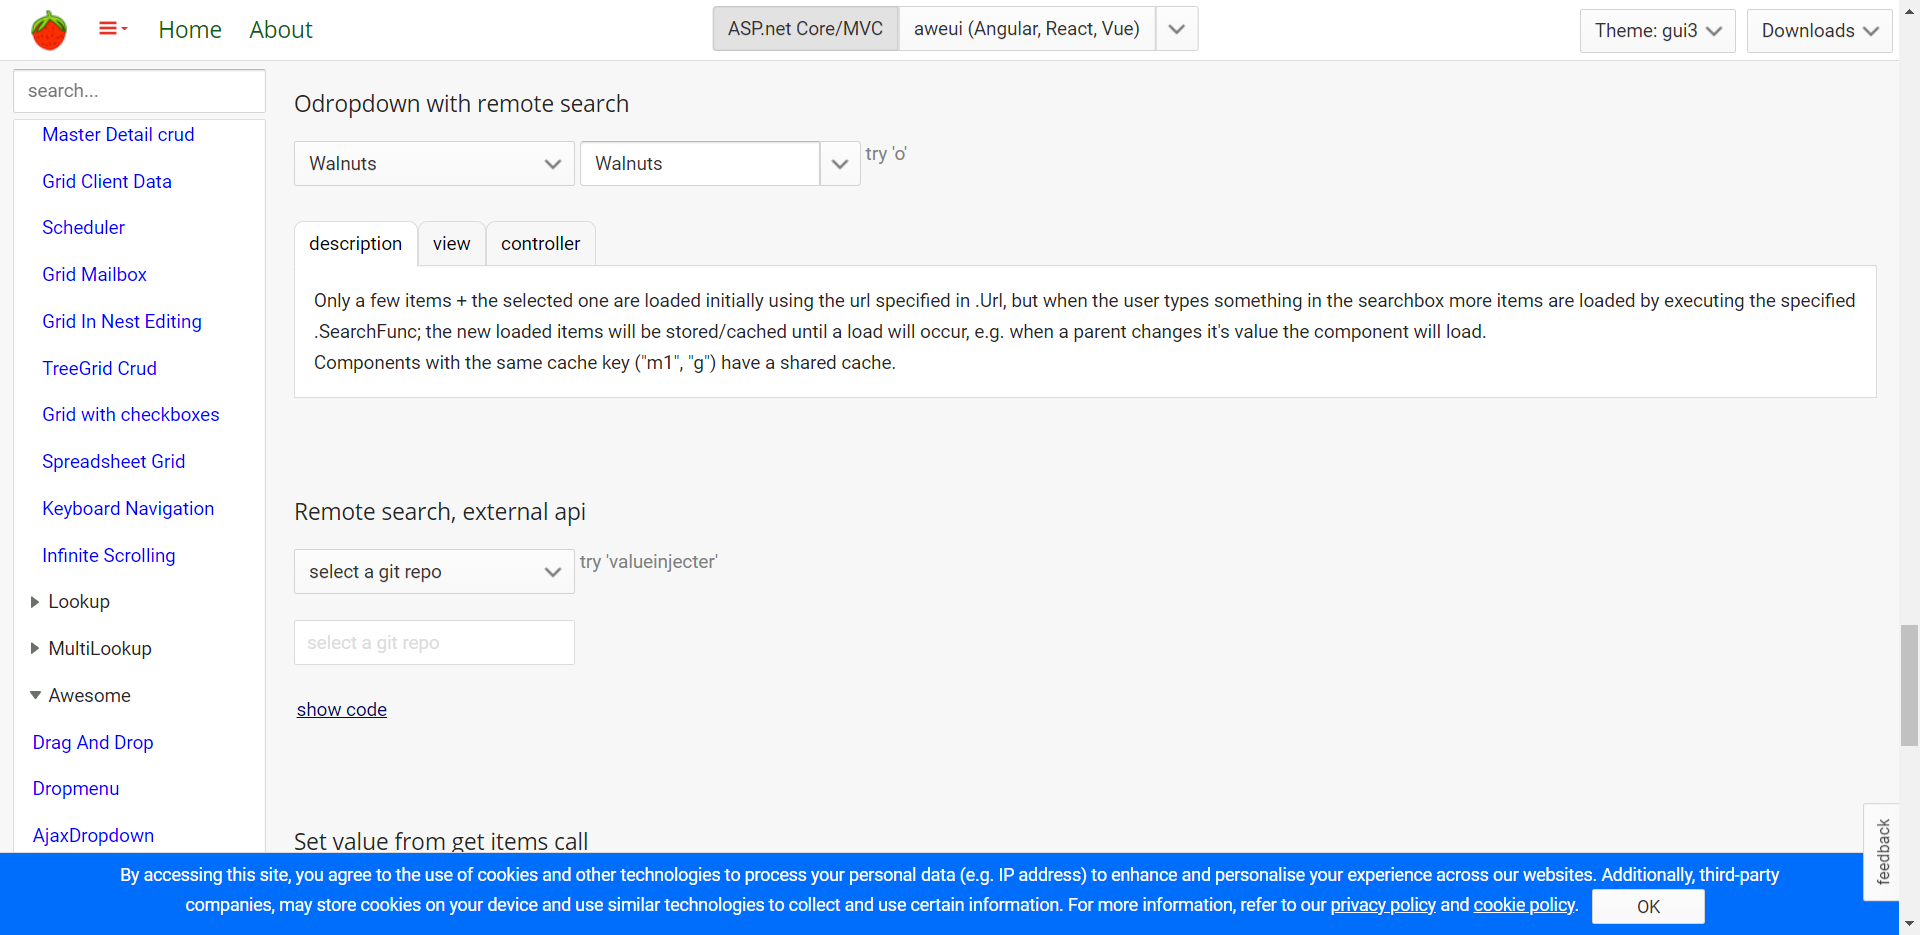 Home
About
ASP.net Core/MVC
aweui (Angular, React, Vue)
Theme: gui3
Downloads
search...
Master Detail crud
Grid Client Data
Scheduler
Grid Mailbox
Grid In Nest Editing
TreeGrid Crud
Grid with checkboxes
Spreadsheet Grid
Keyboard Navigation
Infinite Scrolling
Lookup
MultiLookup
Awesome
Drag And Drop
Dropmenu
AjaxDropdown
Odropdown with remote search
Walnuts
Walnuts
try 'o'
description
view
controller
Only a few items + the selected one are loaded initially using the url specified in .Url, but when the user types something in the searchbox more items are loaded by executing the specified
.SearchFunc; the new loaded items will be stored/cached until a load will occur, e.g. when a parent changes it's value the component will load.
Components with the same cache key ("m1", "g") have a shared cache.
Remote search, external api
select a git repo
try 'valueinjecter'
select a git repo
show code
Set value from get items call
feedback
By accessing this site, you agree to the use of cookies and other technologies to process your personal data (e.g. IP address) to enhance and personalise your experience across our websites. Additionally, third-party
companies, may store cookies on your device and use similar technologies to collect and use certain information. For more information, refer to our privacy policy and cookie policy.
OK